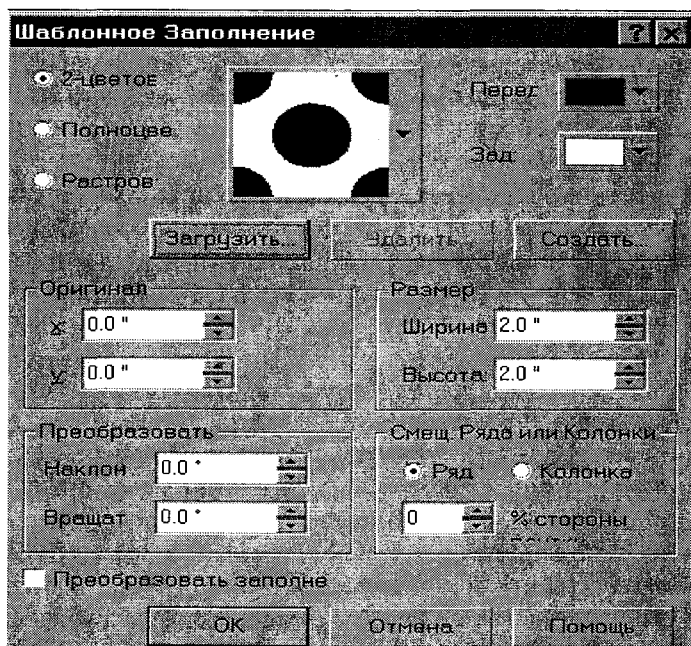 Шаблонное Заполнение
2-цветое
Полноцве
Растров
Перед
Зад:
Загрузить...
Удалить
Создать...
Оригинал
x: 0.0 "
y: 0.0 "
Размер
Ширина 2.0 "
Высота: 2.0 "
Преобразовать
Наклон 0.0 °
Вращат 0.0 °
Смещ. Ряда или Колонки
Ряд Колонка
0 % стороны
Преобразовать заполне
OK Отмена Помощь